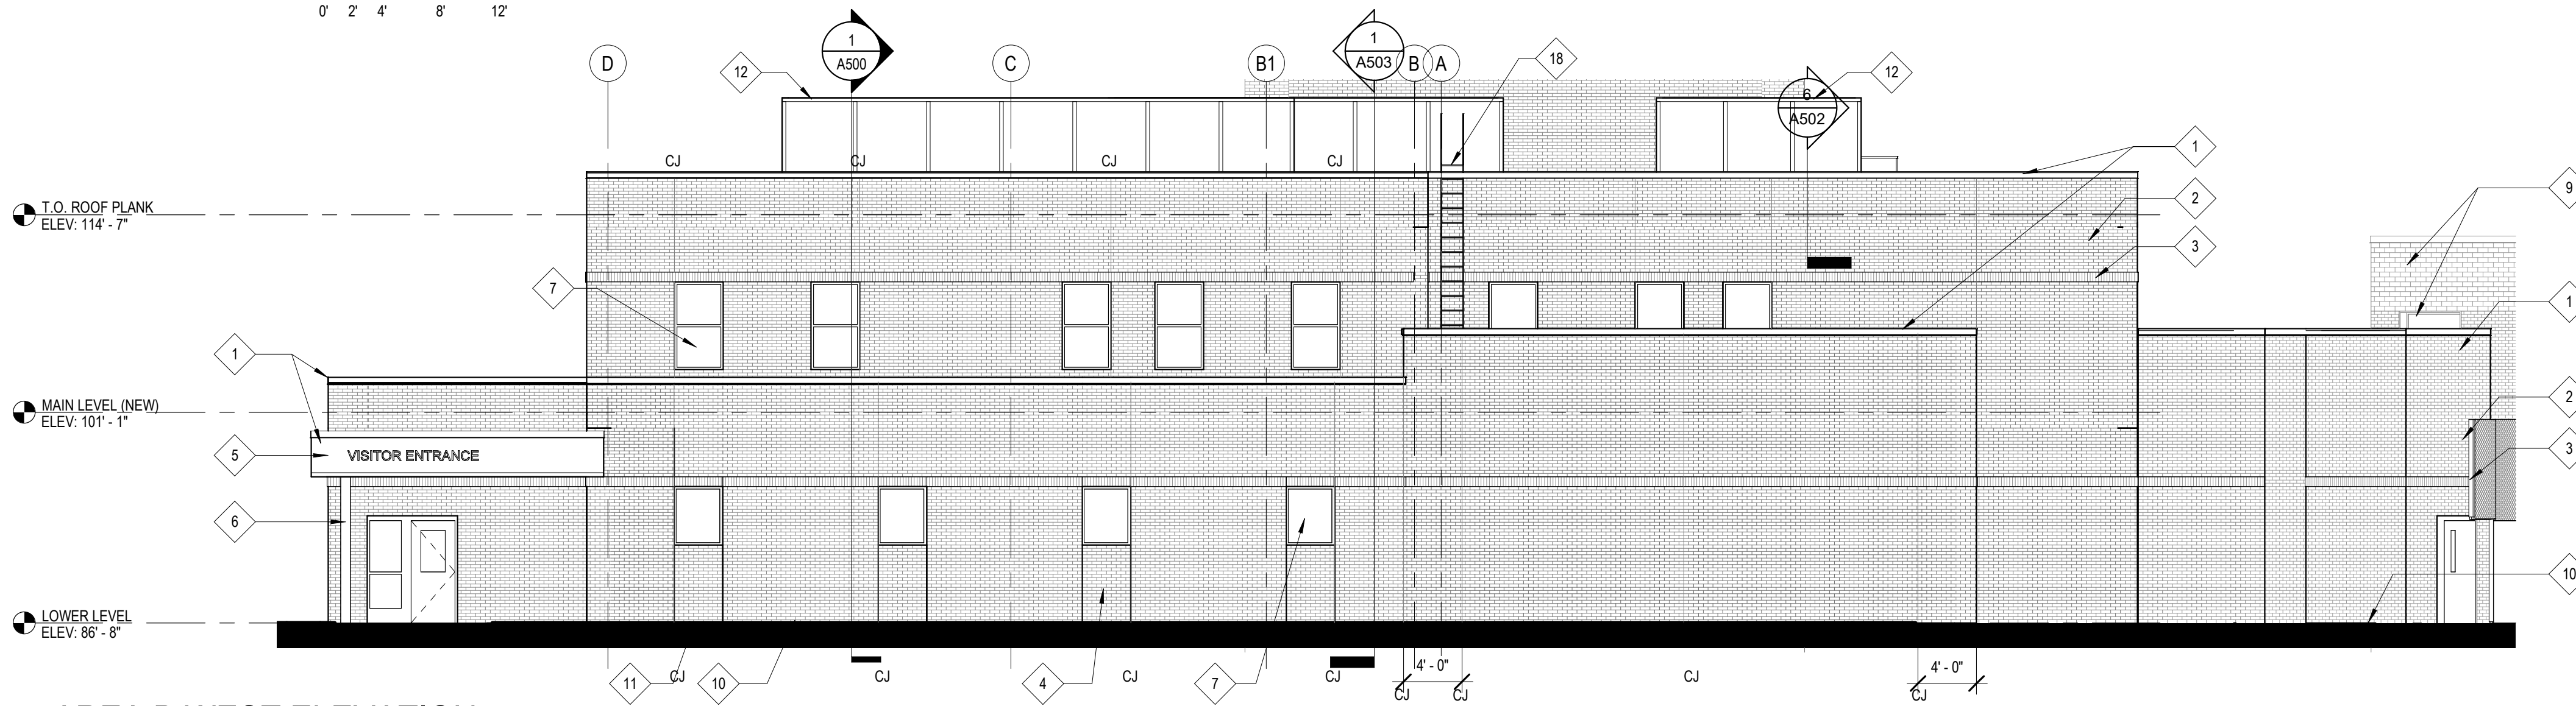 0' 2' 4' 8' 12'
1
A500
1
A503
D
C
B1
B
A
12
18
12
6
A502
CJ
CJ
CJ
CJ
1
2
3
9
T.O. ROOF PLANK
ELEV: 114' - 7"
7
1
1
MAIN LEVEL (NEW)
ELEV: 101' - 1"
2
5
VISITOR ENTRANCE
3
6
10
LOWER LEVEL
ELEV: 86' - 8"
11
CJ
10
CJ
4
CJ
7
CJ
4' - 0"
CJ
CJ
CJ
4' - 0"
CJ